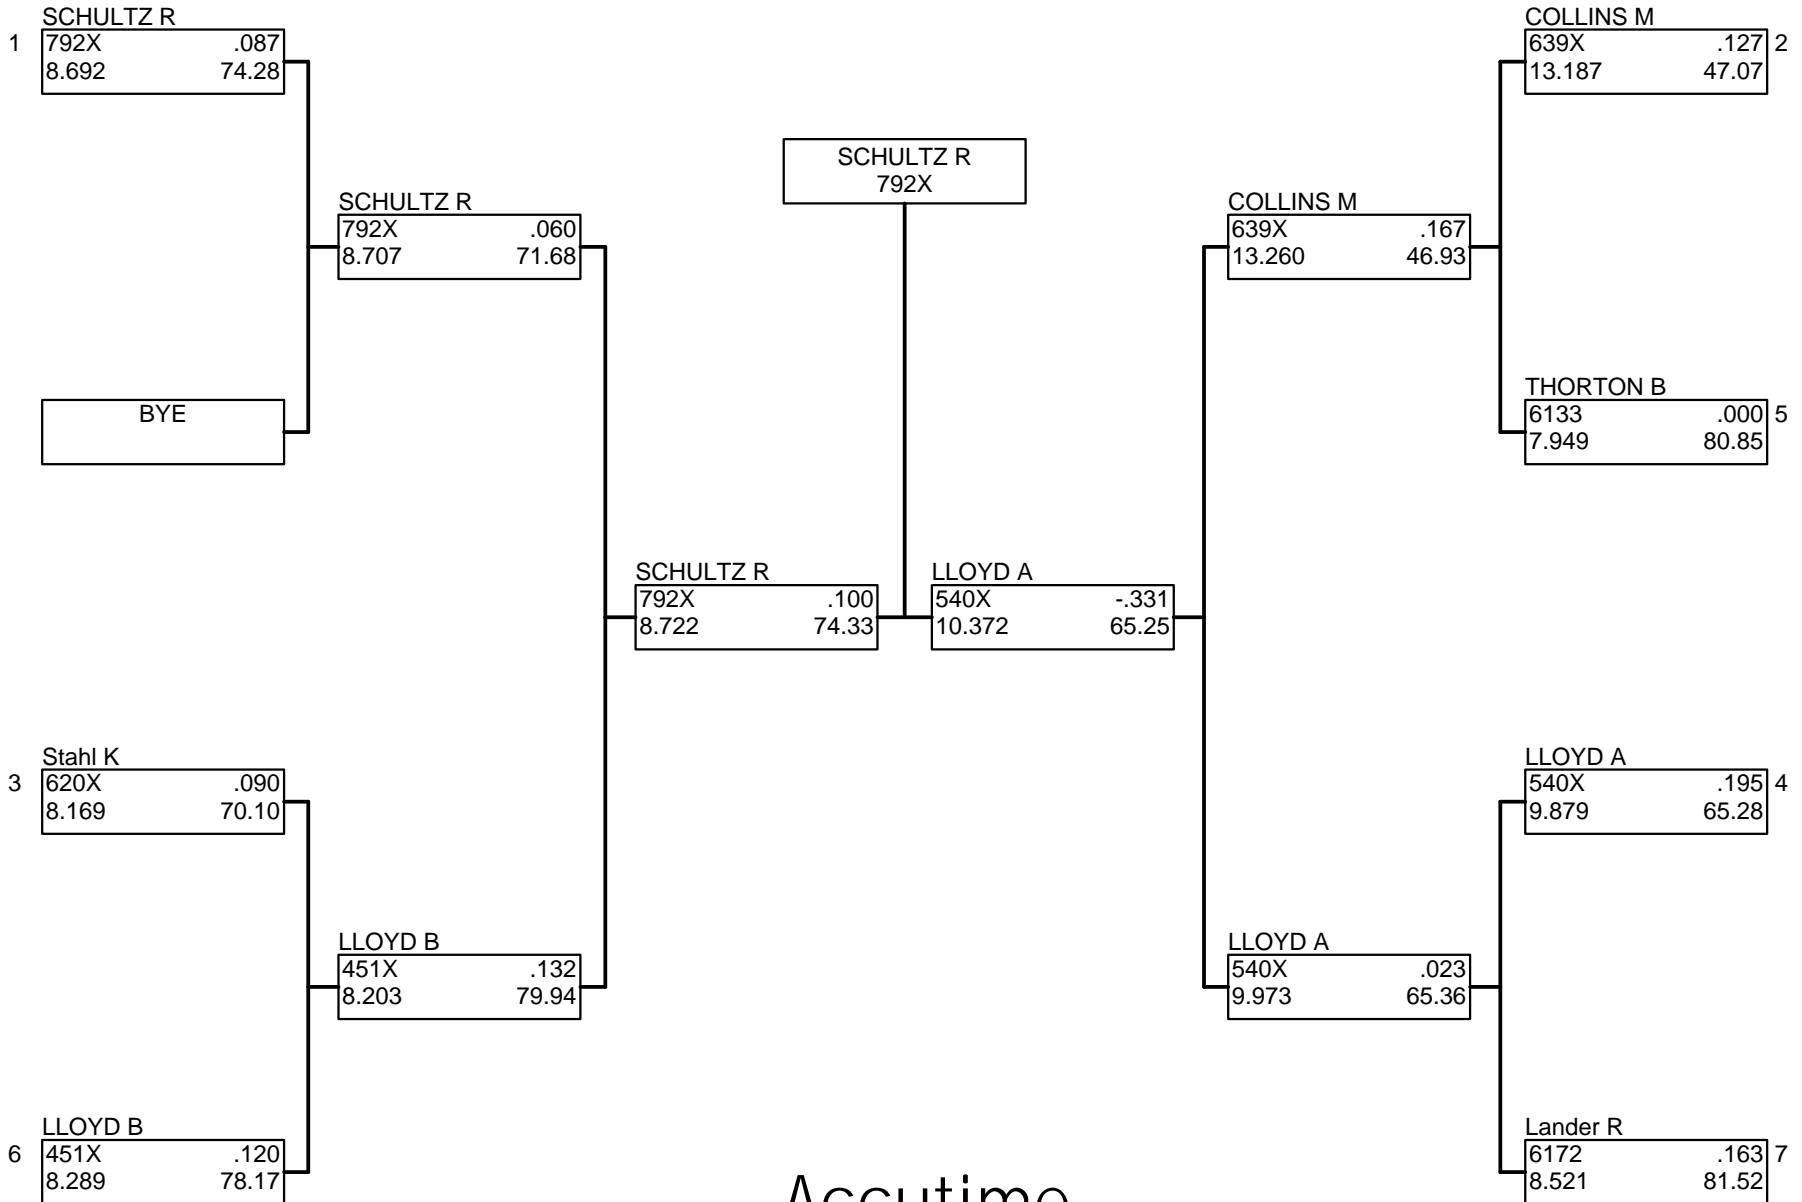 SCHULTZ R
1 792X .087
8.692 74.28
BYE
SCHULTZ R
792X .060
8.707 71.68
Stahl K
3 620X .090
8.169 70.10
LLOYD B
6 451X .120
8.289 78.17
LLOYD B
451X .132
8.203 79.94
SCHULTZ R
792X .100
8.722 74.33
SCHULTZ R
792X
LLOYD A
540X -.331
10.372 65.25
COLLINS M
639X .167
13.260 46.93
LLOYD A
540X .023
9.973 65.36
COLLINS M
639X .127 2
13.187 47.07
THORTON B
6133 .000 5
7.949 80.85
LLOYD A
540X .195 4
9.879 65.28
Lander R
6172 .163 7
8.521 81.52
Accutime